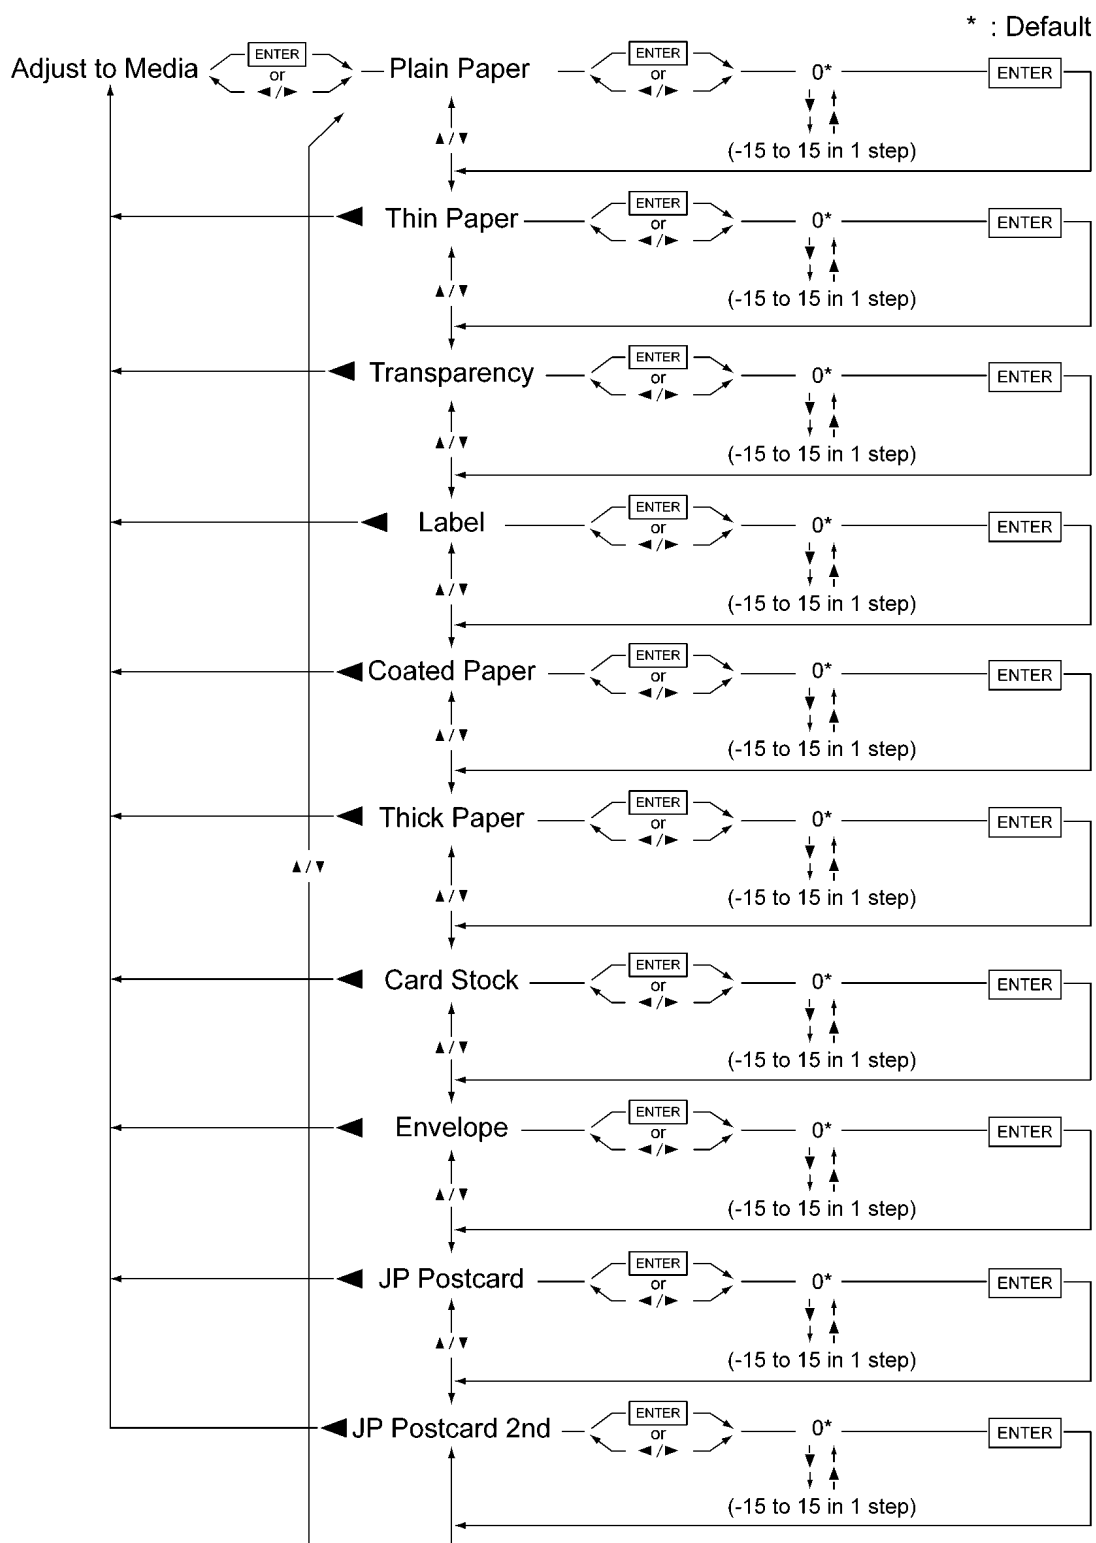 * : Default
Adjust to Media ENTER or ◄/► Plain Paper ENTER or ◄/► 0* ENTER
▲/▼ (-15 to 15 in 1 step)
Thin Paper ENTER or ◄/► 0* ENTER
▲/▼ (-15 to 15 in 1 step)
Transparency ENTER or ◄/► 0* ENTER
▲/▼ (-15 to 15 in 1 step)
Label ENTER or ◄/► 0* ENTER
▲/▼ (-15 to 15 in 1 step)
Coated Paper ENTER or ◄/► 0* ENTER
▲/▼ (-15 to 15 in 1 step)
Thick Paper ENTER or ◄/► 0* ENTER
▲/▼ ▲/▼ (-15 to 15 in 1 step)
Card Stock ENTER or ◄/► 0* ENTER
▲/▼ (-15 to 15 in 1 step)
Envelope ENTER or ◄/► 0* ENTER
▲/▼ (-15 to 15 in 1 step)
JP Postcard ENTER or ◄/► 0* ENTER
▲/▼ (-15 to 15 in 1 step)
JP Postcard 2nd ENTER or ◄/► 0* ENTER
(-15 to 15 in 1 step)